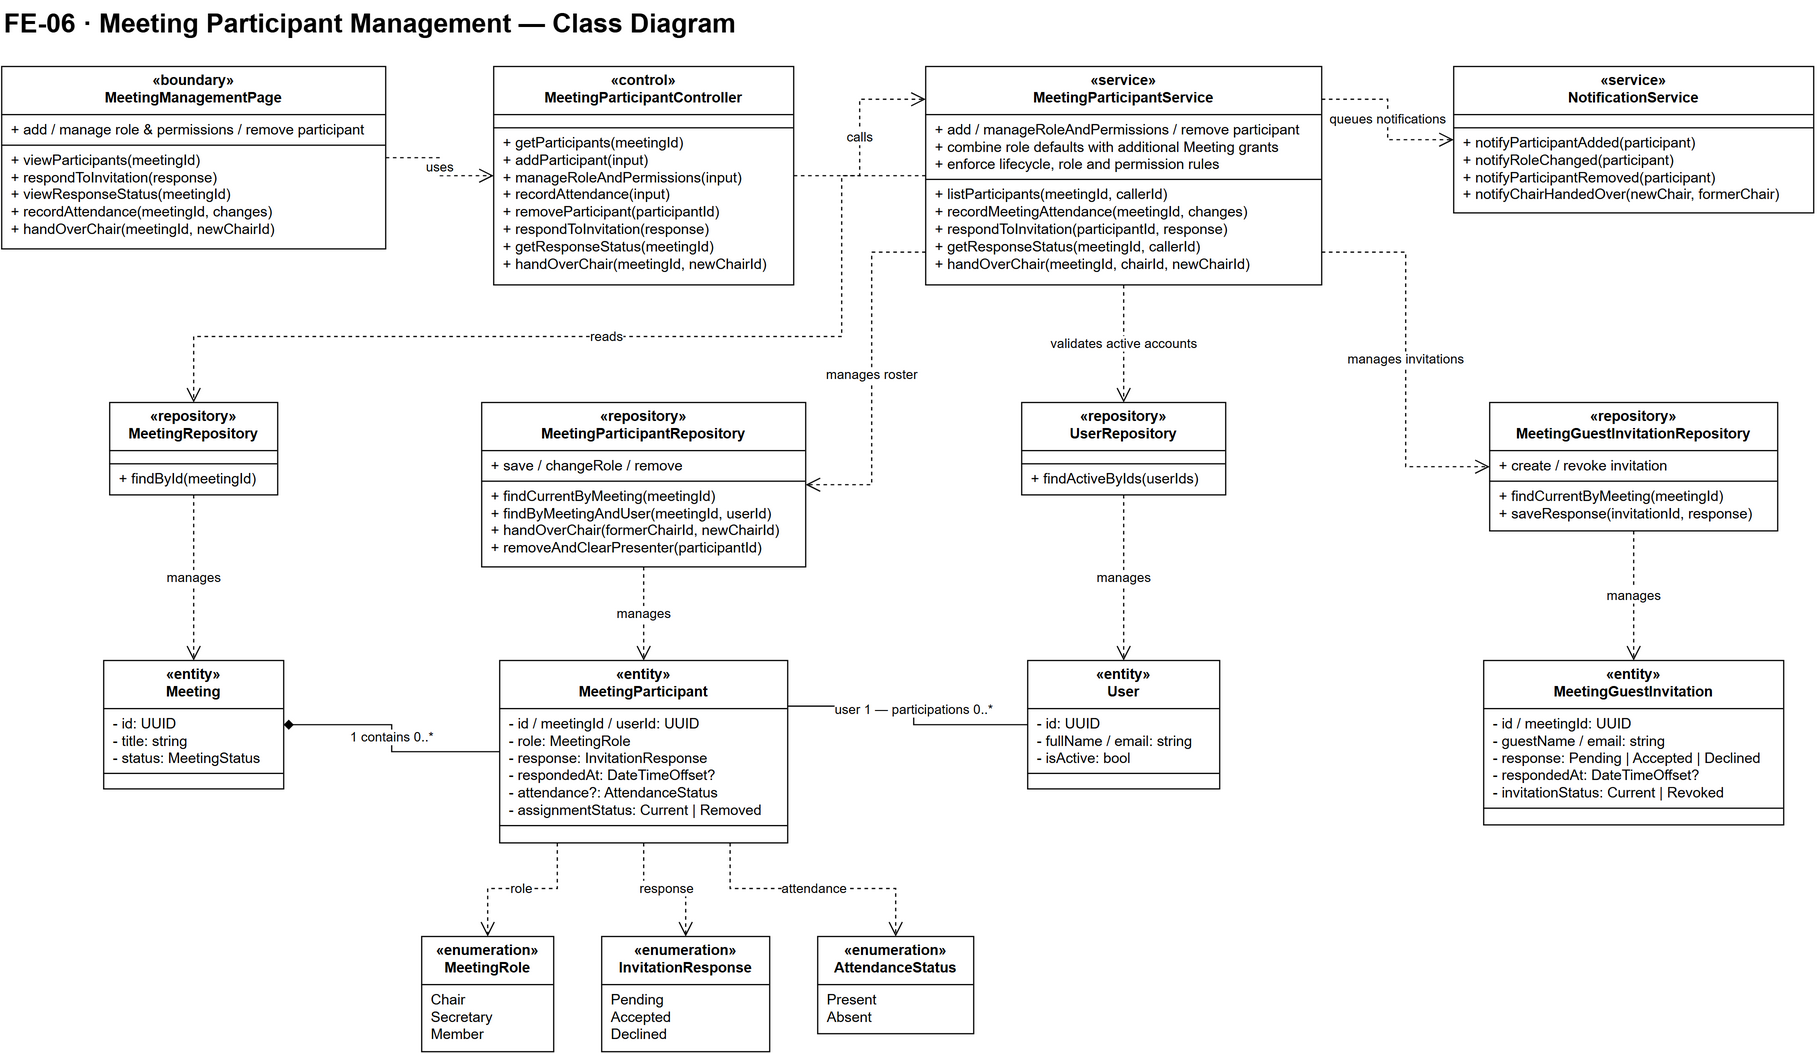 FE-06 · Meeting Participant Management — Class Diagram
«boundary»
MeetingManagementPage
+ add / manage role & permissions / remove participant
+ viewParticipants(meetingId)
+ respondToInvitation(response)
+ viewResponseStatus(meetingId)
+ recordAttendance(meetingId, changes)
+ handOverChair(meetingId, newChairId)
uses
«control»
MeetingParticipantController
+ getParticipants(meetingId)
+ addParticipant(input)
+ manageRoleAndPermissions(input)
+ recordAttendance(input)
+ removeParticipant(participantId)
+ respondToInvitation(response)
+ getResponseStatus(meetingId)
+ handOverChair(meetingId, newChairId)
calls
«service»
MeetingParticipantService
+ add / manageRoleAndPermissions / remove participant
+ combine role defaults with additional Meeting grants
+ enforce lifecycle, role and permission rules
+ listParticipants(meetingId, callerId)
+ recordMeetingAttendance(meetingId, changes)
+ respondToInvitation(participantId, response)
+ getResponseStatus(meetingId, callerId)
+ handOverChair(meetingId, chairId, newChairId)
queues notifications
«service»
NotificationService
+ notifyParticipantAdded(participant)
+ notifyRoleChanged(participant)
+ notifyParticipantRemoved(participant)
+ notifyChairHandedOver(newChair, formerChair)
reads
manages roster
validates active accounts
manages invitations
«repository»
MeetingRepository
+ findById(meetingId)
«repository»
MeetingParticipantRepository
+ save / changeRole / remove
+ findCurrentByMeeting(meetingId)
+ findByMeetingAndUser(meetingId, userId)
+ handOverChair(formerChairId, newChairId)
+ removeAndClearPresenter(participantId)
«repository»
UserRepository
+ findActiveByIds(userIds)
«repository»
MeetingGuestInvitationRepository
+ create / revoke invitation
+ findCurrentByMeeting(meetingId)
+ saveResponse(invitationId, response)
manages
manages
manages
manages
«entity»
Meeting
- id: UUID
- title: string
- status: MeetingStatus
1 contains 0..*
«entity»
MeetingParticipant
- id / meetingId / userId: UUID
- role: MeetingRole
- response: InvitationResponse
- respondedAt: DateTimeOffset?
- attendance?: AttendanceStatus
- assignmentStatus: Current | Removed
user 1 — participations 0..*
«entity»
User
- id: UUID
- fullName / email: string
- isActive: bool
«entity»
MeetingGuestInvitation
- id / meetingId: UUID
- guestName / email: string
- response: Pending | Accepted | Declined
- respondedAt: DateTimeOffset?
- invitationStatus: Current | Revoked
role
response
attendance
«enumeration»
MeetingRole
Chair
Secretary
Member
«enumeration»
InvitationResponse
Pending
Accepted
Declined
«enumeration»
AttendanceStatus
Present
Absent